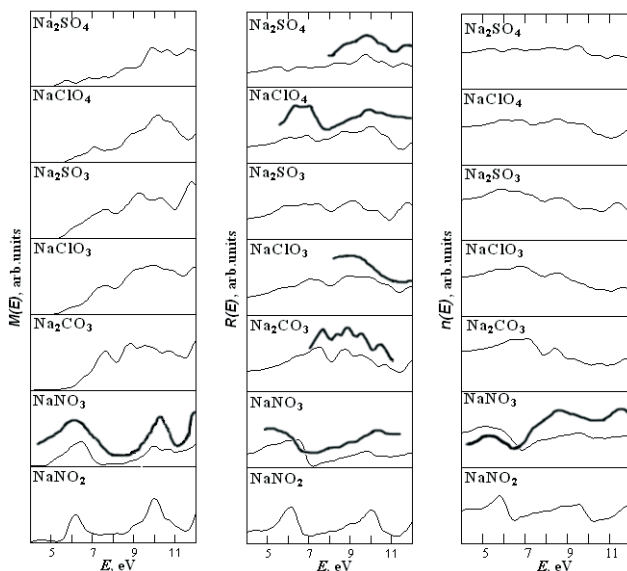 M(E), arb.units
Na₂SO₄
NaClO₄
Na₂SO₃
NaClO₃
Na₂CO₃
NaNO₃
NaNO₂
5 7 9 11
E, eV
R(E), arb.units
Na₂SO₄
NaClO₄
Na₂SO₃
NaClO₃
Na₂CO₃
NaNO₃
NaNO₂
5 7 9 11
E, eV
n(E), arb.units
Na₂SO₄
NaClO₄
Na₂SO₃
NaClO₃
Na₂CO₃
NaNO₃
NaNO₂
5 7 9 11
E, eV